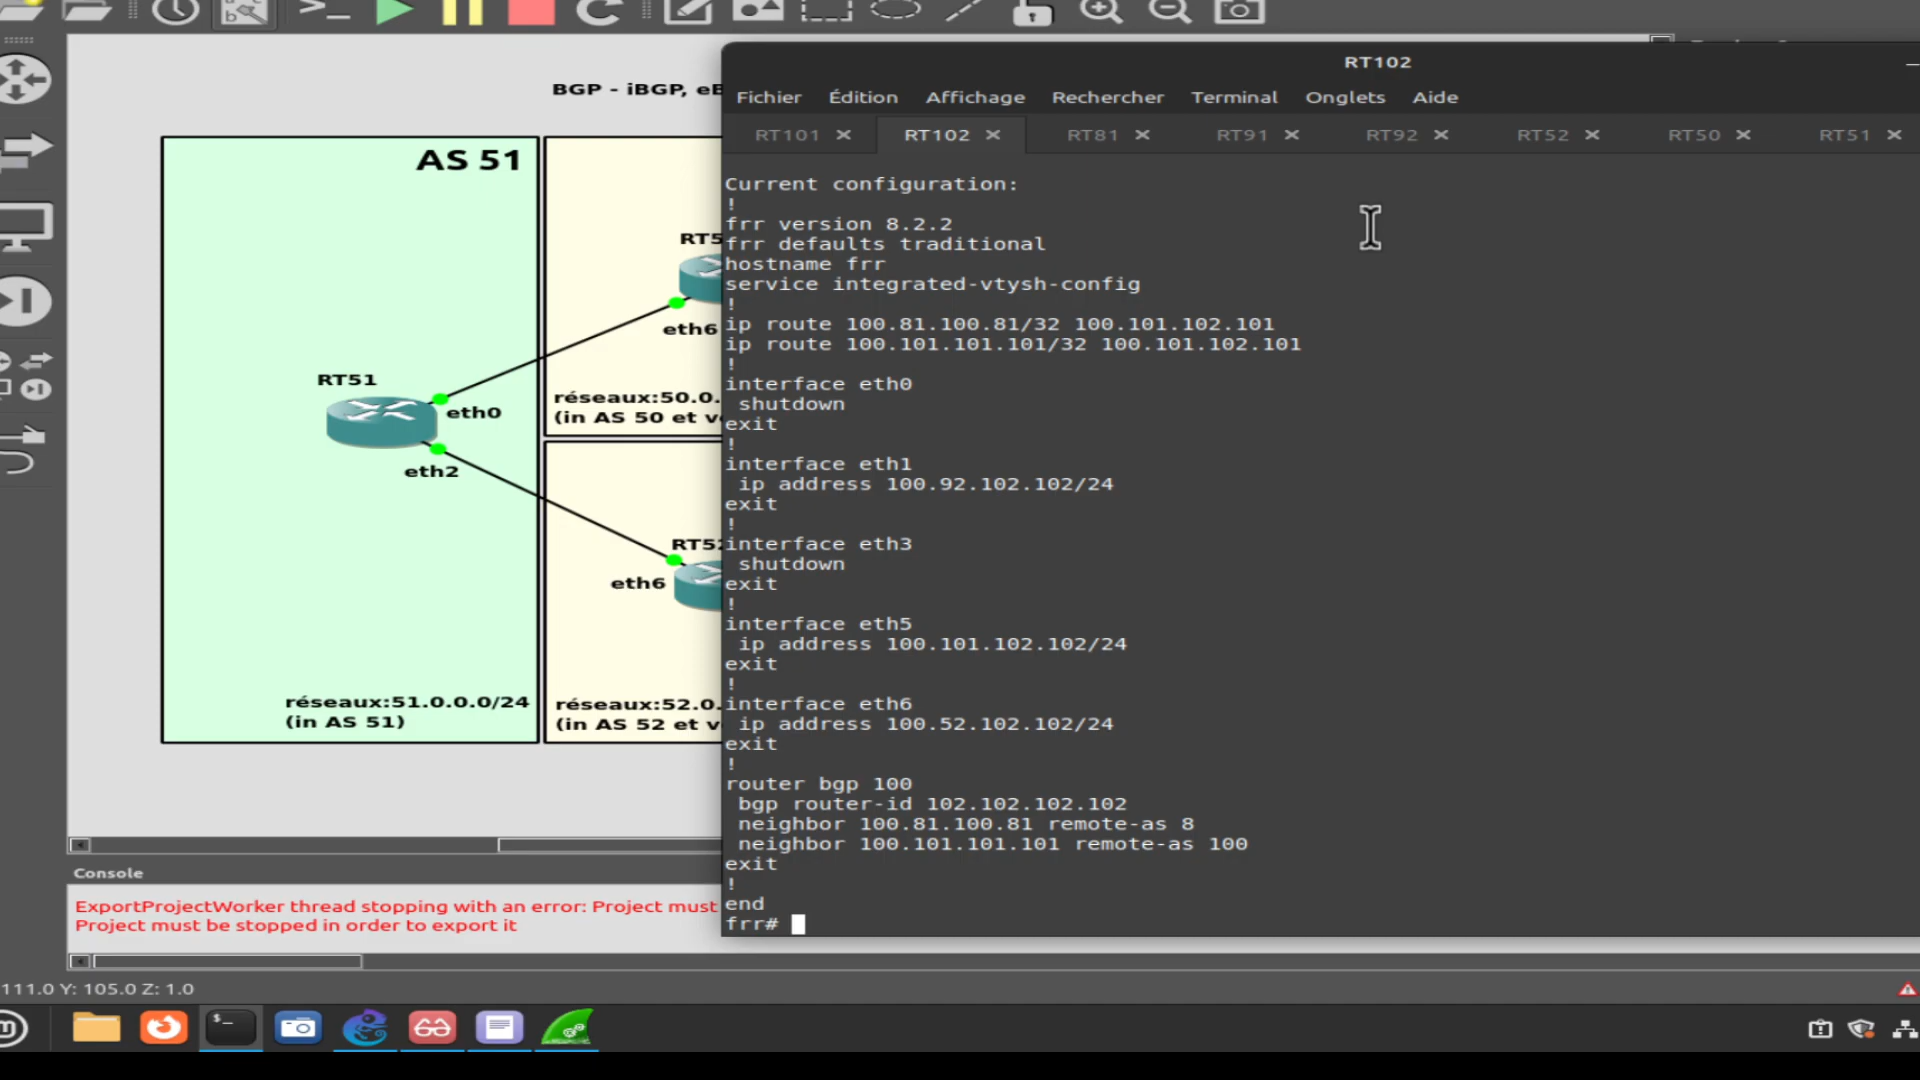 BGP - iBGP, eB
AS 51
RT5
eth6
réseaux:50.0.
(in AS 50 et v
RT51
eth0
eth2
RT52
eth6
réseaux:51.0.0.0/24
(in AS 51)
réseaux:52.0.
(in AS 52 et v
RT102
Fichier Édition Affichage Rechercher Terminal Onglets Aide
RT101 RT102 RT81 RT91 RT92 RT52 RT50 RT51
Current configuration:
!
frr version 8.2.2
frr defaults traditional
hostname frr
service integrated-vtysh-config
!
ip route 100.81.100.81/32 100.101.102.101
ip route 100.101.101.101/32 100.101.102.101
!
interface eth0
shutdown
exit
!
interface eth1
ip address 100.92.102.102/24
exit
!
interface eth3
shutdown
exit
!
interface eth5
ip address 100.101.102.102/24
exit
!
interface eth6
ip address 100.52.102.102/24
exit
!
router bgp 100
bgp router-id 102.102.102.102
neighbor 100.81.100.81 remote-as 8
neighbor 100.101.101.101 remote-as 100
exit
!
end
frr#
Console
ExportProjectWorker thread stopping with an error: Project must
Project must be stopped in order to export it
111.0 Y: 105.0 Z: 1.0